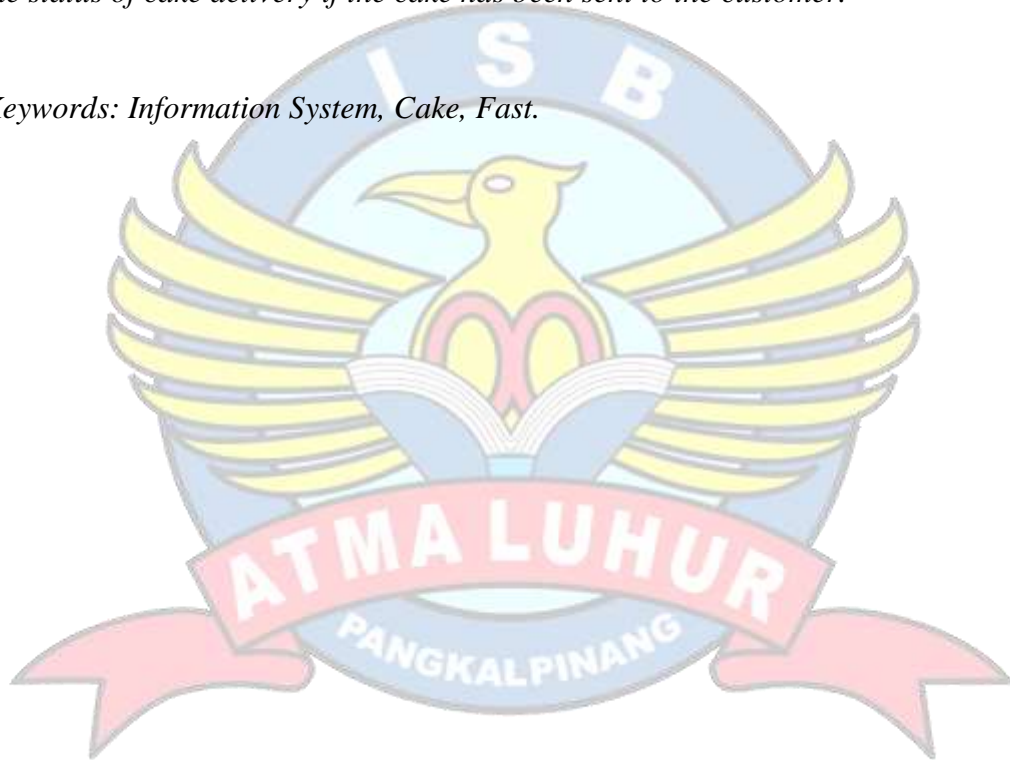 the status of cake delivery if the cake has been sent to the customer.
Keywords: Information System, Cake, Fast.
I S B
ATMA LUHUR
PANGKALPINANG